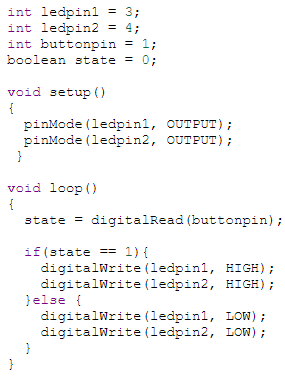 int ledpin1 = 3;
int ledpin2 = 4;
int buttonpin = 1;
boolean state = 0;

void setup()
{
  pinMode(ledpin1, OUTPUT);
  pinMode(ledpin2, OUTPUT);
 }

void loop()
{
  state = digitalRead(buttonpin);

  if(state == 1){
    digitalWrite(ledpin1, HIGH);
    digitalWrite(ledpin2, HIGH);
  }else {
    digitalWrite(ledpin1, LOW);
    digitalWrite(ledpin2, LOW);
  }
}